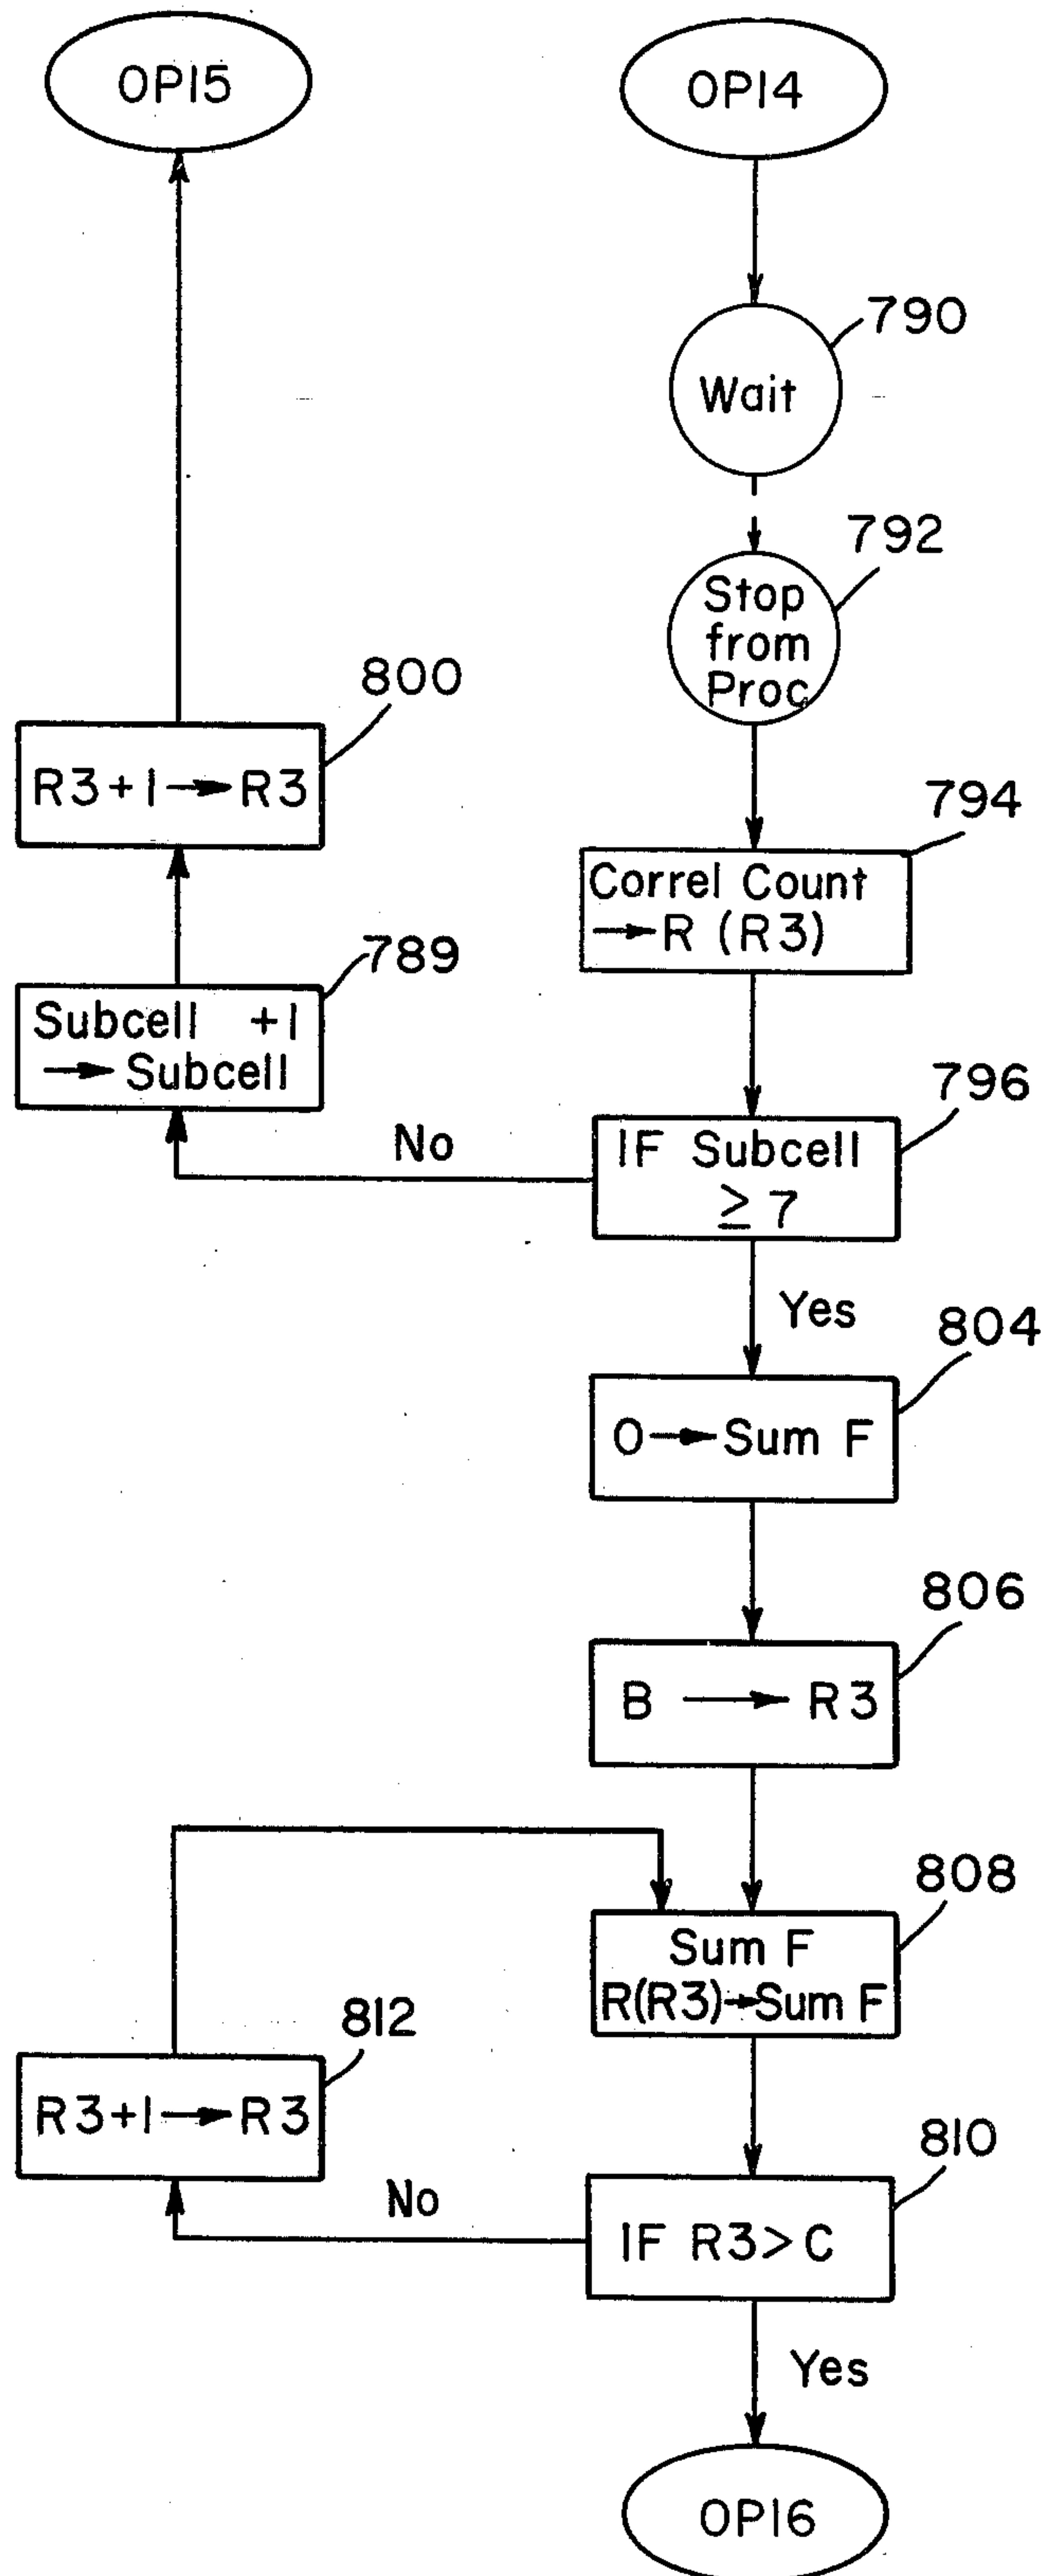 OP15
OP14
790
Wait
792
Stop
from
Proc
800
R3+1→R3
794
Correl Count
→R (R3)
789
Subcell +1
→Subcell
796
IF Subcell
≥ 7
No
Yes
804
0→Sum F
806
B → R3
808
Sum F
R(R3)→Sum F
812
R3+1→R3
810
IF R3>C
No
Yes
OP16